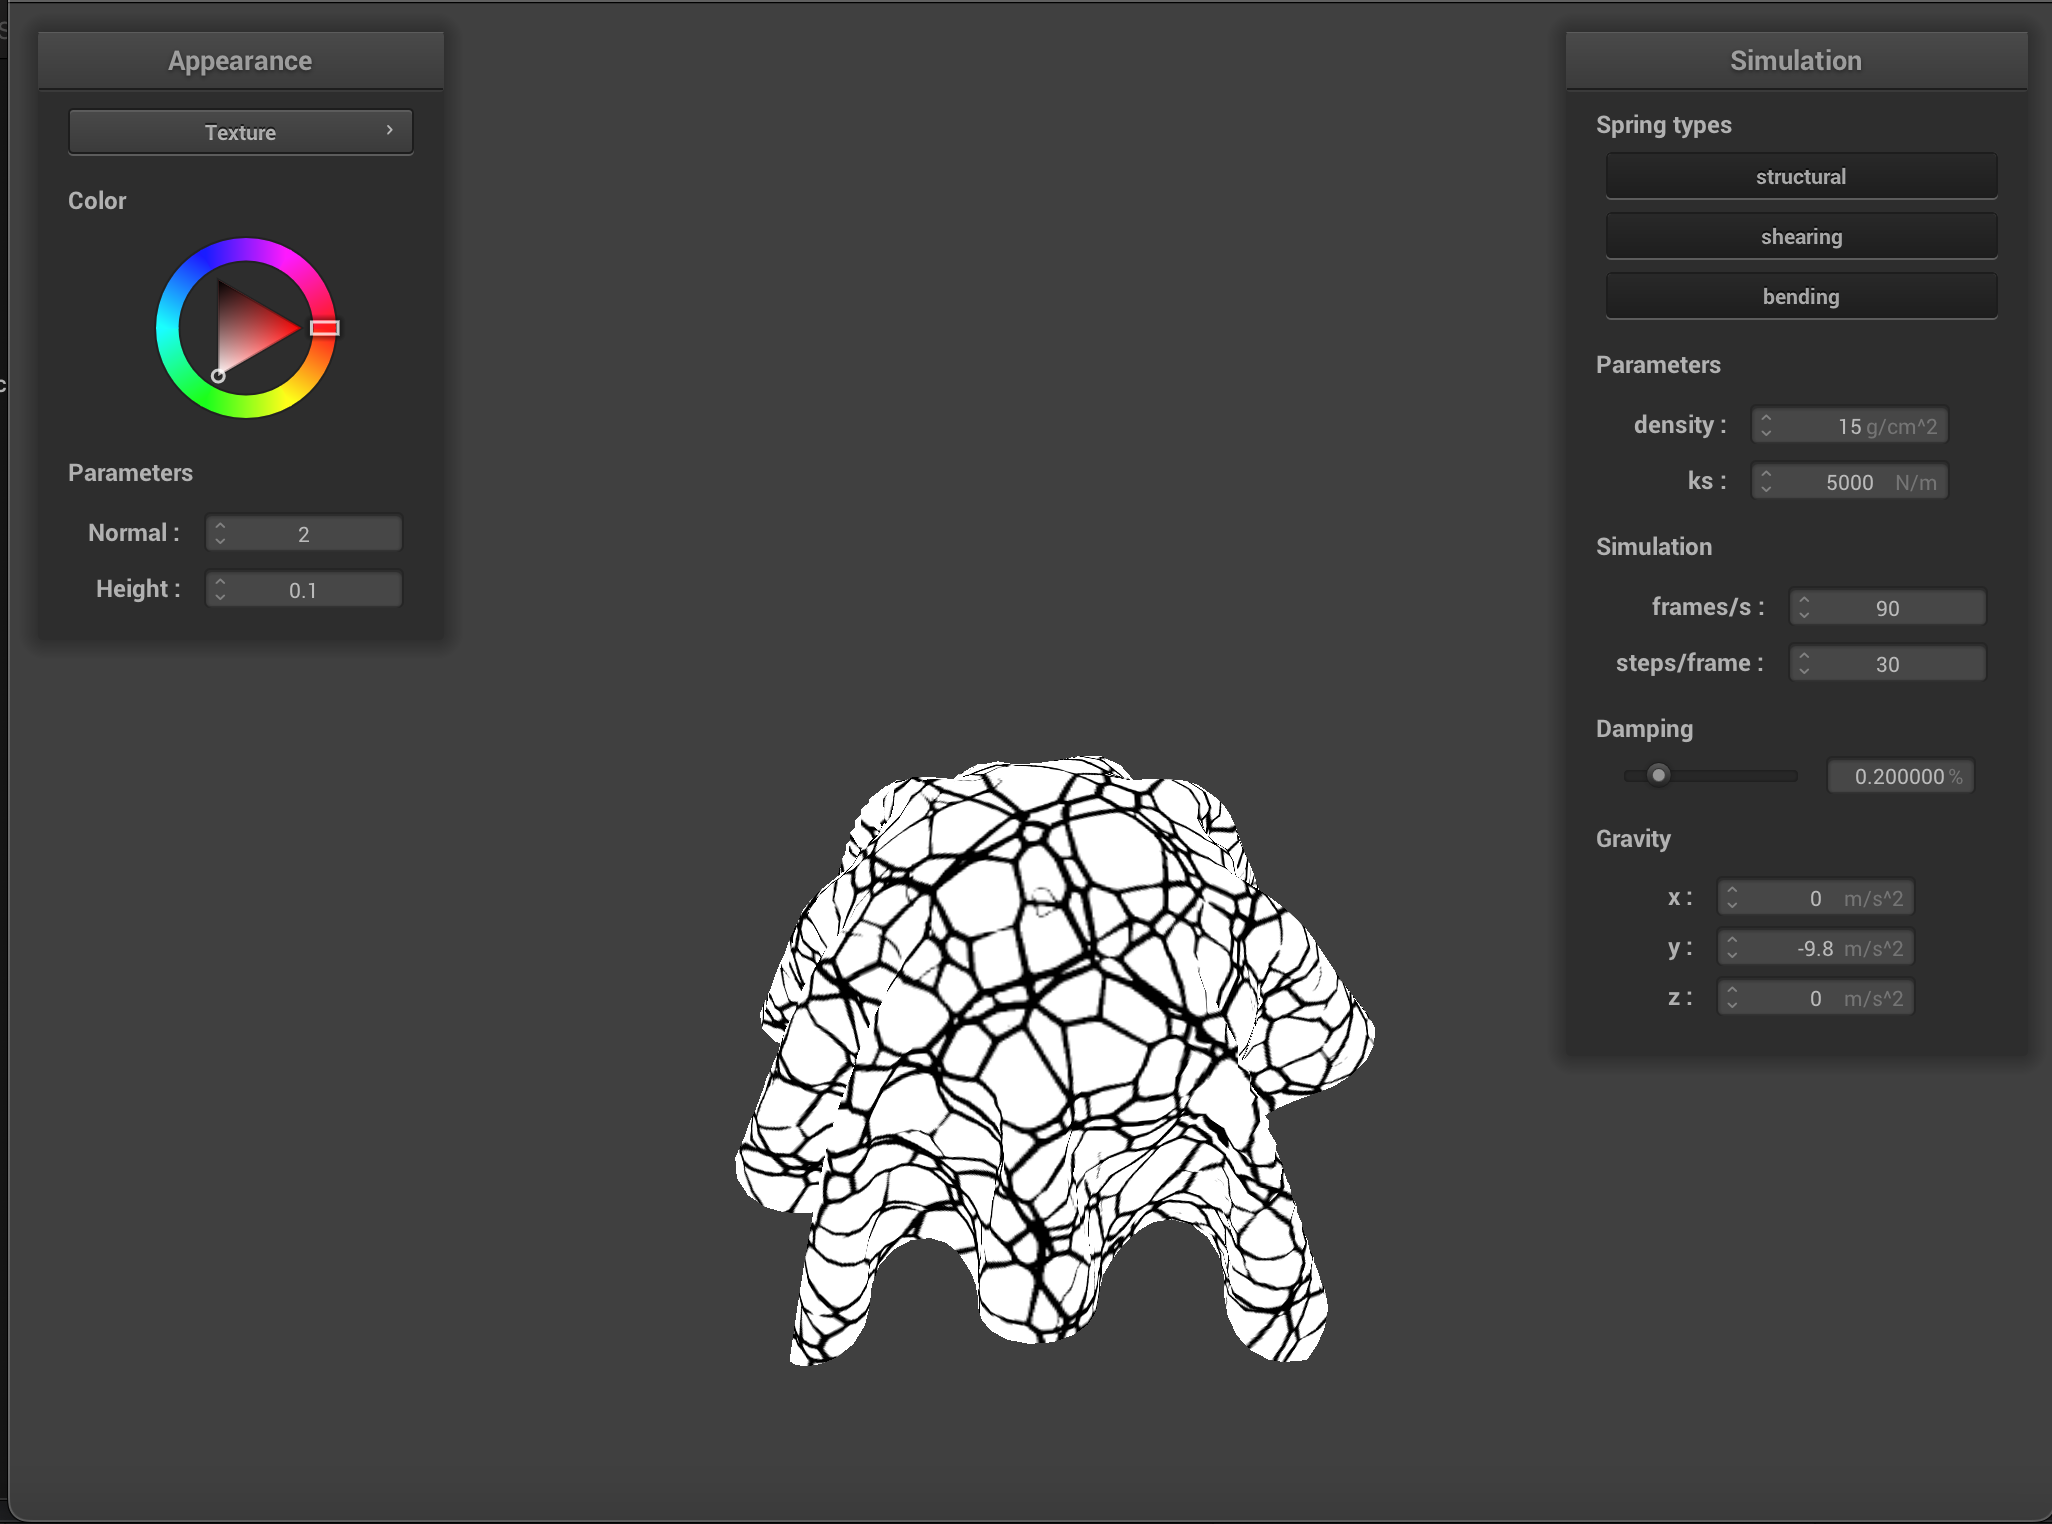 Appearance
Texture
Color
Parameters
Normal : 2
Height : 0.1
Simulation
Spring types
structural
shearing
bending
Parameters
density : 15 g/cm^2
ks : 5000 N/m
Simulation
frames/s : 90
steps/frame : 30
Damping
0.200000 %
Gravity
x : 0 m/s^2
y : -9.8 m/s^2
z : 0 m/s^2